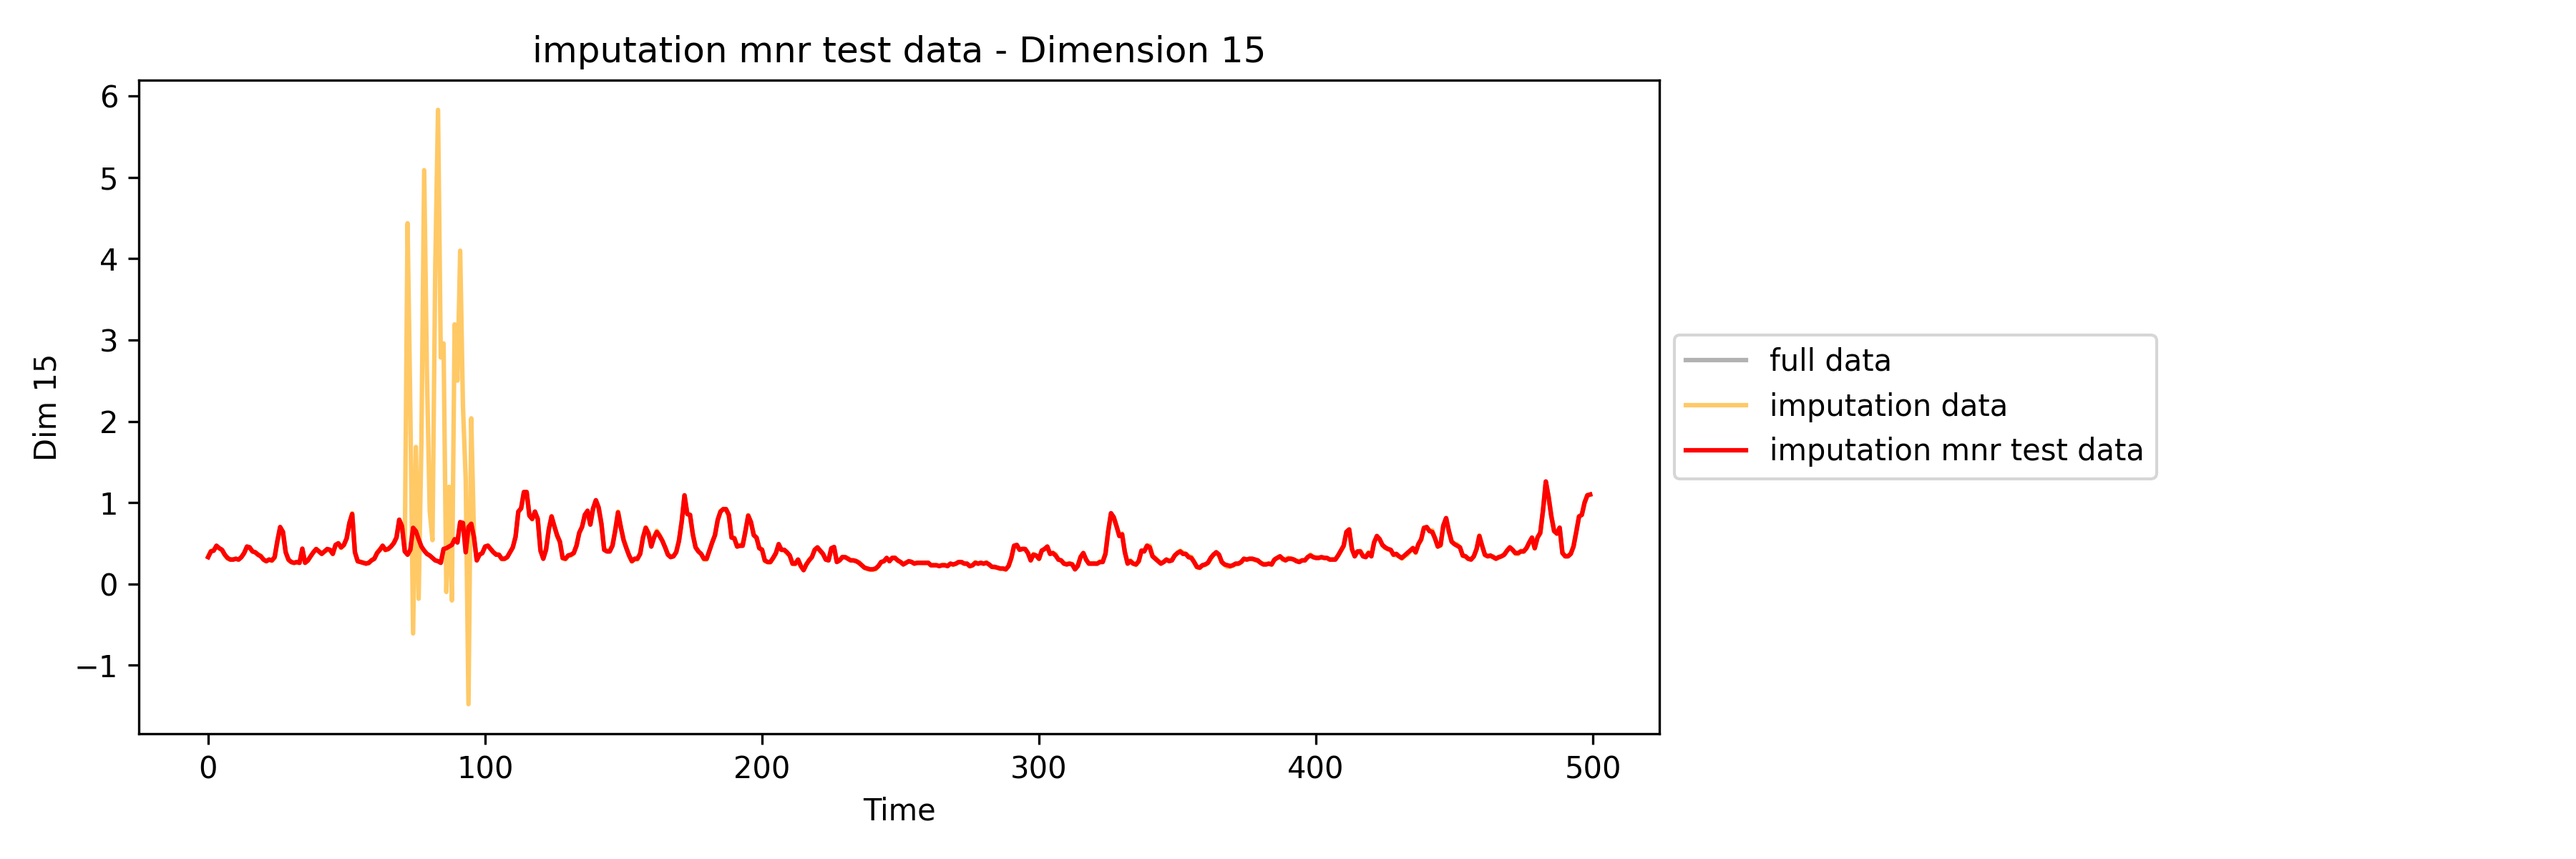 imputation mnr test data - Dimension 15
6
5
4
3
2
1
0
−1
Dim 15
0 100 200 300 400 500
Time
full data
imputation data
imputation mnr test data